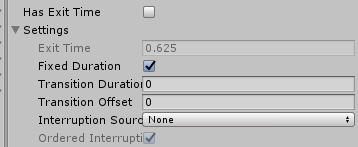 Has Exit Time
Settings
Exit Time 0.625
Fixed Duration
Transition Duration 0
Transition Offset 0
Interruption Sourc None
Ordered Interrupti